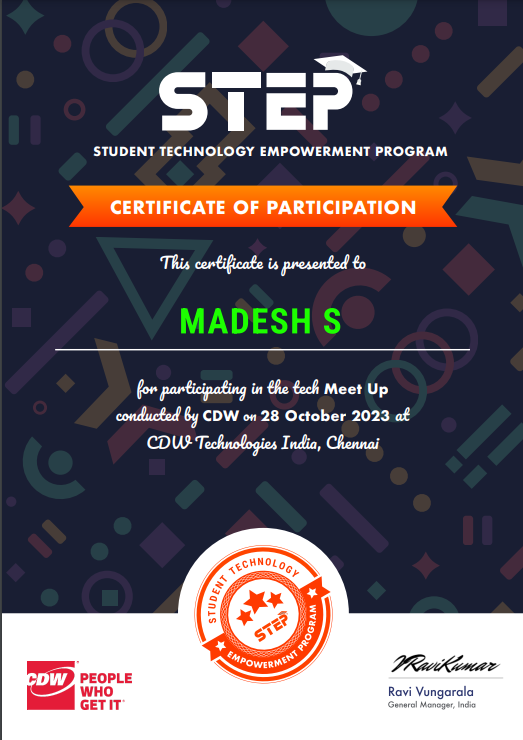 STEP
STUDENT TECHNOLOGY EMPOWERMENT PROGRAM
CERTIFICATE OF PARTICIPATION
This certificate is presented to
MADESH S
for participating in the tech Meet Up
conducted by CDW on 28 October 2023 at
CDW Technologies India, Chennai
STUDENT TECHNOLOGY
STEP
EMPOWERMENT PROGRAM
CDW
PEOPLE
WHO
GET IT
VRaviKumar
Ravi Vungarala
General Manager, India